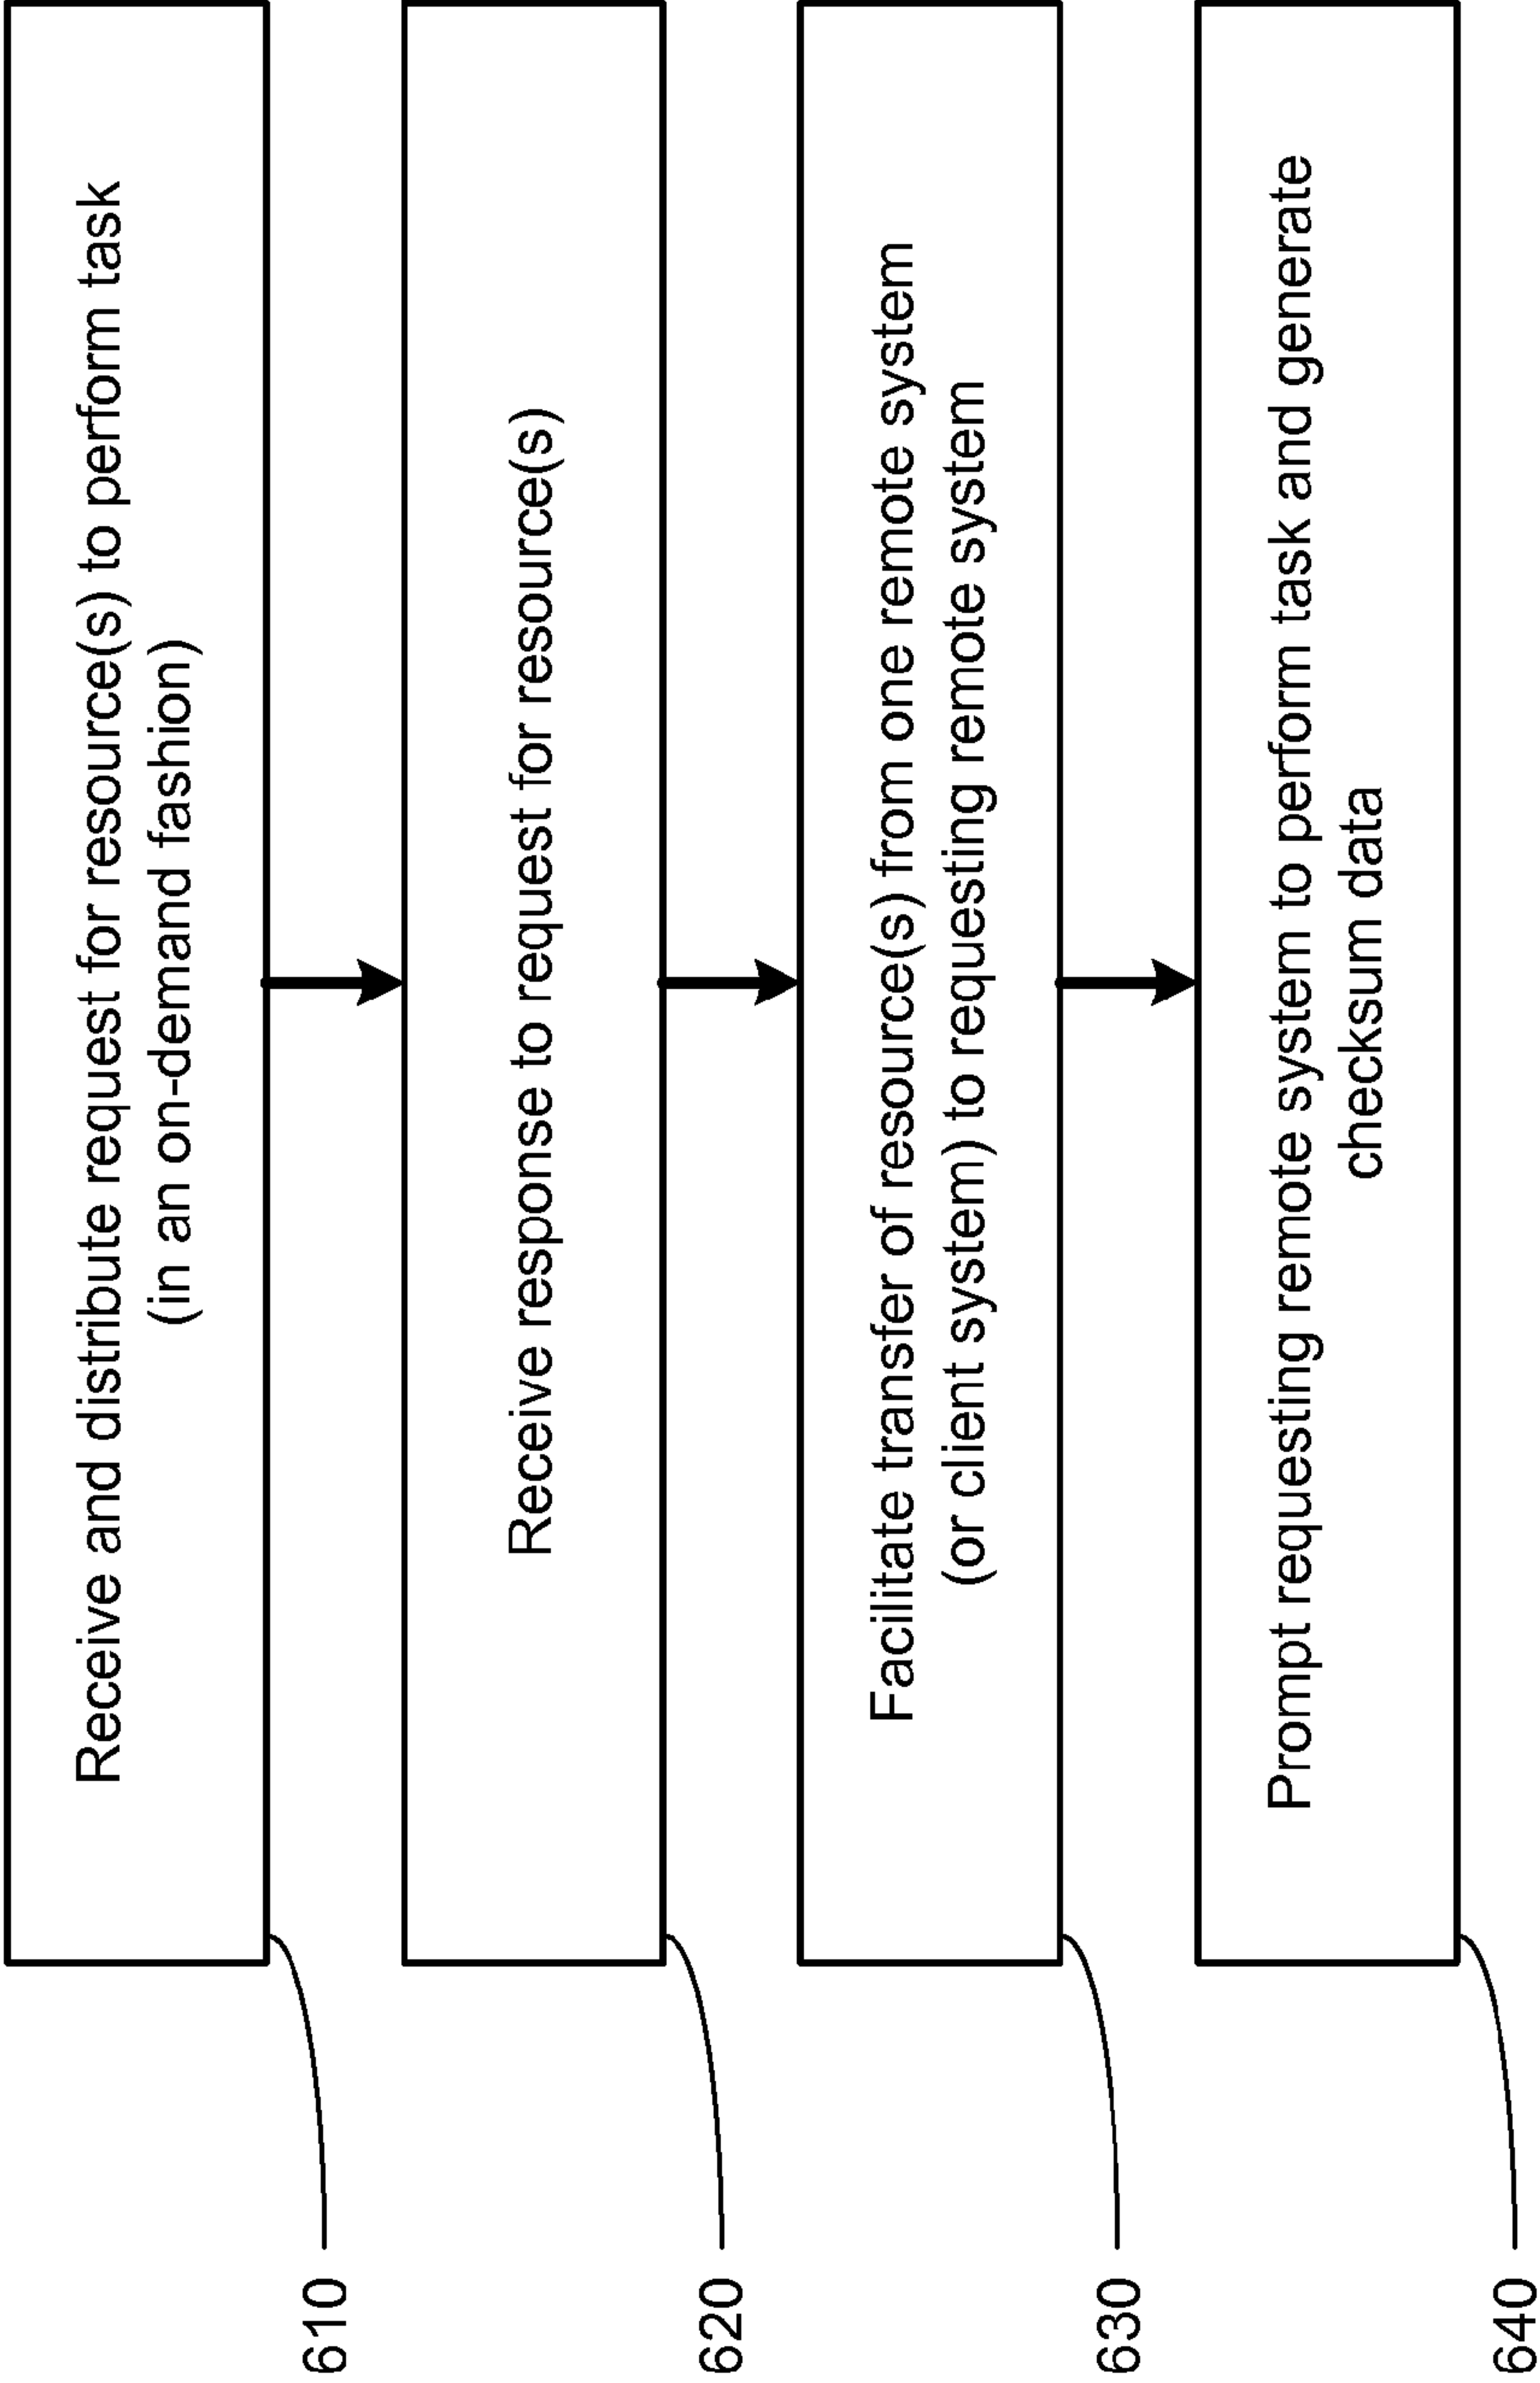 Receive and distribute request for resource(s) to perform task
(in an on-demand fashion)
610
Receive response to request for resource(s)
620
Facilitate transfer of resource(s) from one remote system
(or client system) to requesting remote system
630
Prompt requesting remote system to perform task and generate
checksum data
640